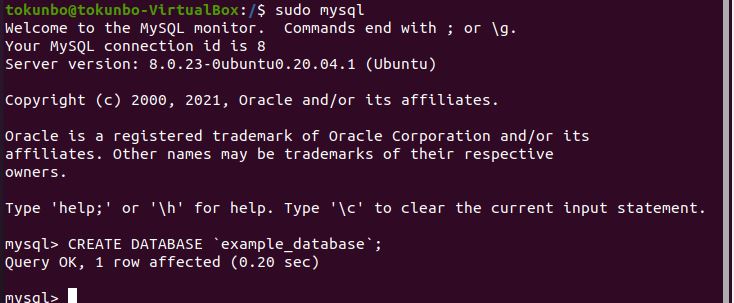 tokunbo@tokunbo-VirtualBox:/$ sudo mysql
Welcome to the MySQL monitor.  Commands end with ; or \g.
Your MySQL connection id is 8
Server version: 8.0.23-0ubuntu0.20.04.1 (Ubuntu)
Copyright (c) 2000, 2021, Oracle and/or its affiliates.
Oracle is a registered trademark of Oracle Corporation and/or its
affiliates. Other names may be trademarks of their respective
owners.
Type 'help;' or '\h' for help. Type '\c' to clear the current input statement.
mysql> CREATE DATABASE `example_database`;
Query OK, 1 row affected (0.20 sec)
mysql>